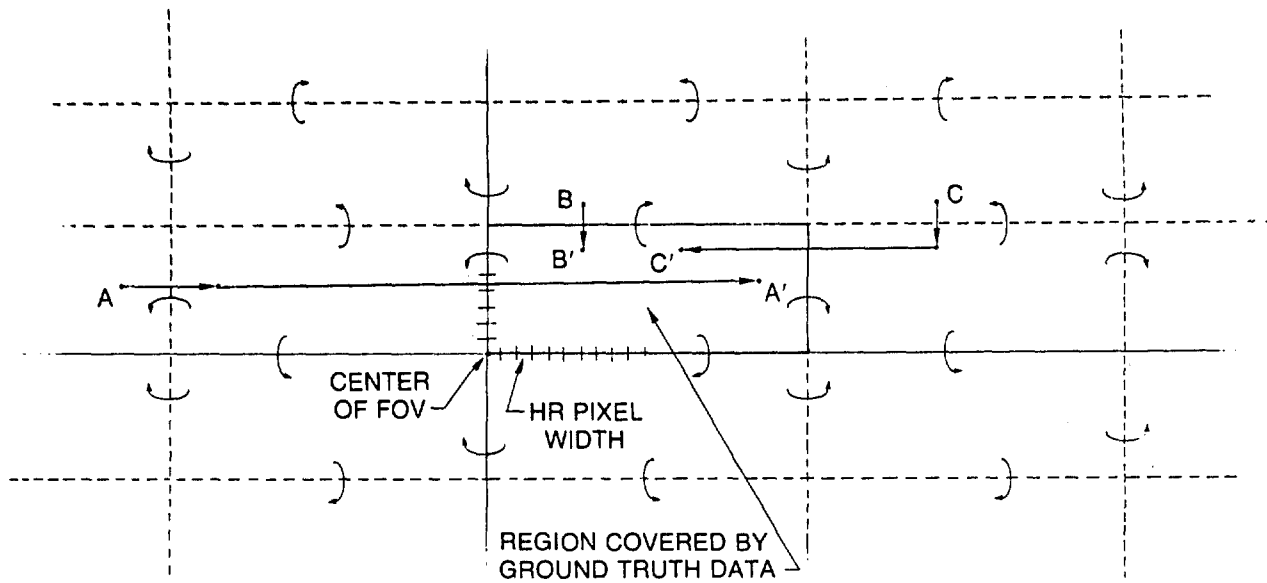 B
C
B′
C′
A
A′
CENTER
OF FOV
HR PIXEL
WIDTH
REGION COVERED BY
GROUND TRUTH DATA